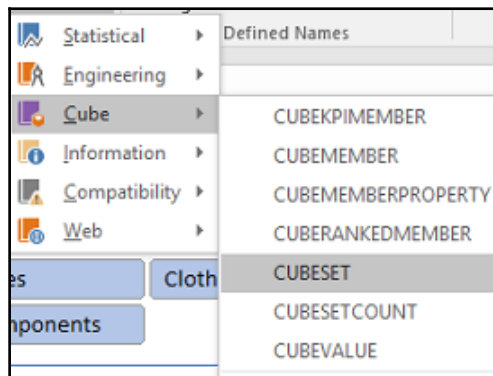 Statistical
Defined Names
Engineering
Cube
CUBEKPIMEMBER
Information
CUBEMEMBER
Compatibility
CUBEMEMBERPROPERTY
Web
CUBERANKEDMEMBER
es
Cloth
CUBESET
nponents
CUBESETCOUNT
CUBEVALUE